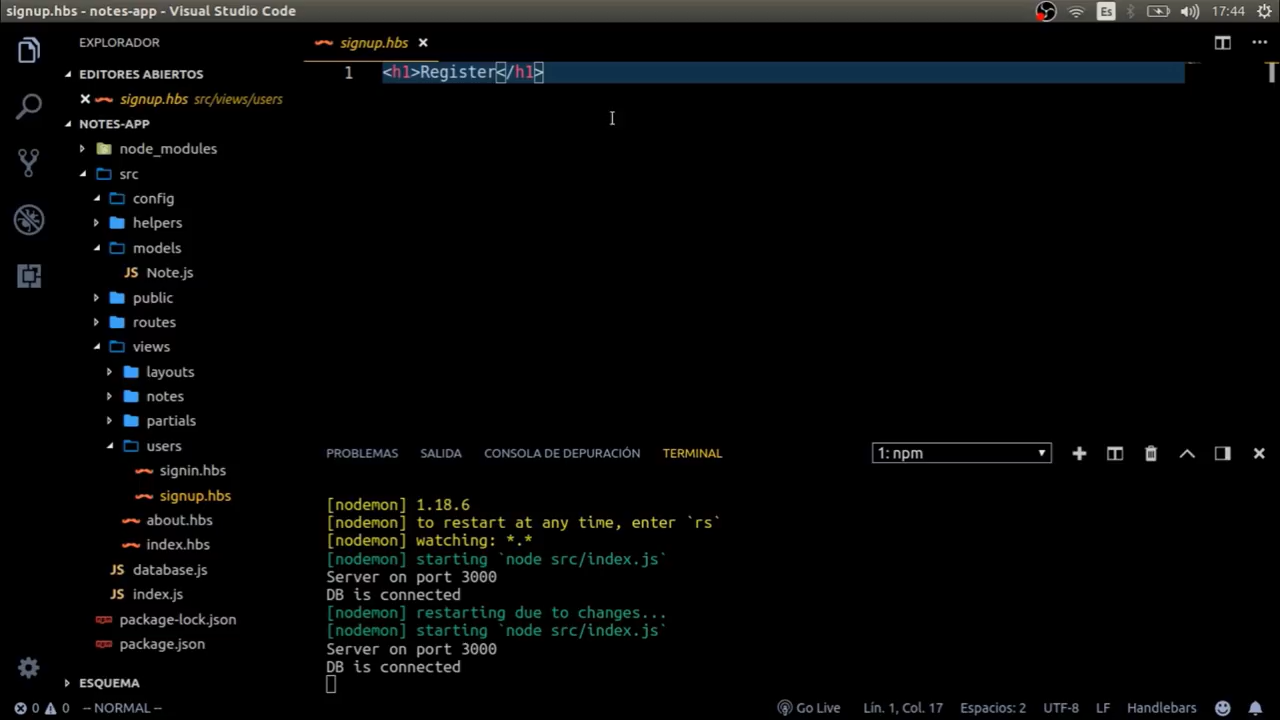 signup.hbs - notes-app - Visual Studio Code
Es
17:44
EXPLORADOR
EDITORES ABIERTOS
signup.hbs src/views/users
NOTES-APP
node_modules
src
config
helpers
models
JS Note.js
public
routes
views
layouts
notes
partials
users
signin.hbs
signup.hbs
about.hbs
index.hbs
JS database.js
JS index.js
package-lock.json
package.json
ESQUEMA
signup.hbs
1 <h1>Register</h1>
PROBLEMAS SALIDA CONSOLA DE DEPURACIÓN TERMINAL
1: npm
[nodemon] 1.18.6
[nodemon] to restart at any time, enter `rs`
[nodemon] watching: *.*
[nodemon] starting `node src/index.js`
Server on port 3000
DB is connected
[nodemon] restarting due to changes...
[nodemon] starting `node src/index.js`
Server on port 3000
DB is connected
0 0 -- NORMAL --
Go Live Lín. 1, Col. 17 Espacios: 2 UTF-8 LF Handlebars